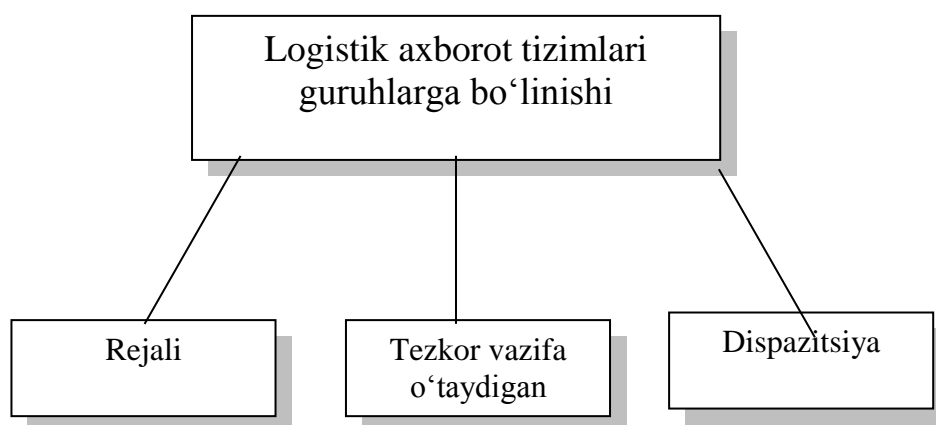 Logistik axborot tizimlari
guruhlarga bo‘linishi
Rejali
Tezkor vazifa
o‘taydigan
Dispazitsiya